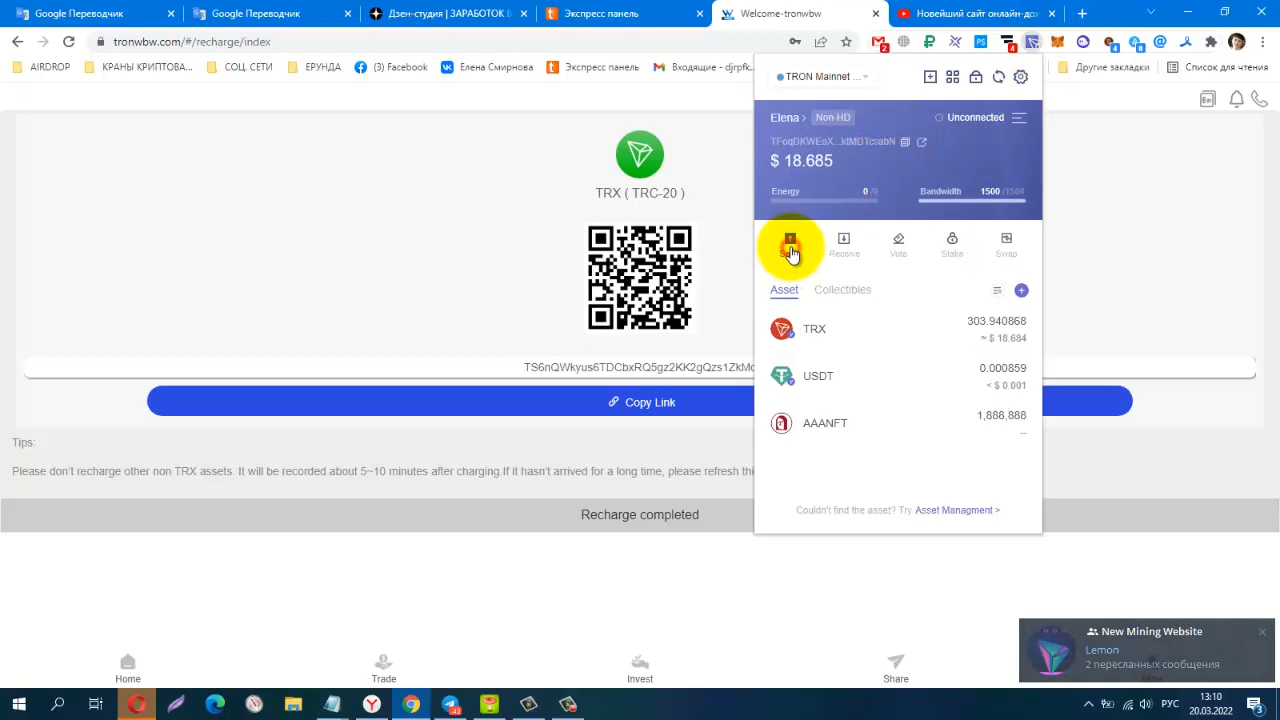 Google Переводчик
Google Переводчик
Дзен-студия | ЗАРАБОТОК В
Экспресс панель
Welcome-tronwbw
Новейший сайт онлайн-до
tronwbw.com/#/recharge/index
AIRDROP
КРАНЫ КРИПТОГРА...
СОЦ. СЕТИ
ЕРУНДА
(3) Facebook
Елена Смирнова
Экспресс панель
Входящие - djrpfk...
Другие закладки
Список для чтения
TRON Mainnet ...
Elena >
Non-HD
Unconnected
$ 18.685
Energy
0 /0
Bandwidth
1500 /1500
Receive
Vote
Stake
Swap
Asset
Collectibles
TRX
303.940868
≈ $ 18.684
USDT
0.000859
< $ 0.001
AAANFT
1,888,888
--
Couldn't find the asset? Try Asset Managment >
En
TRX ( TRC-20 )
Copy Link
Tips:
Please don't recharge other non TRX assets. It will be recorded about 5~10 minutes after charging.If it hasn't arrived for a long time, please refresh
Recharge completed
Home
Trade
Invest
Share
New Mining Website
Lemon
2 пересланных сообщения
РУС
13:10
20.03.2022